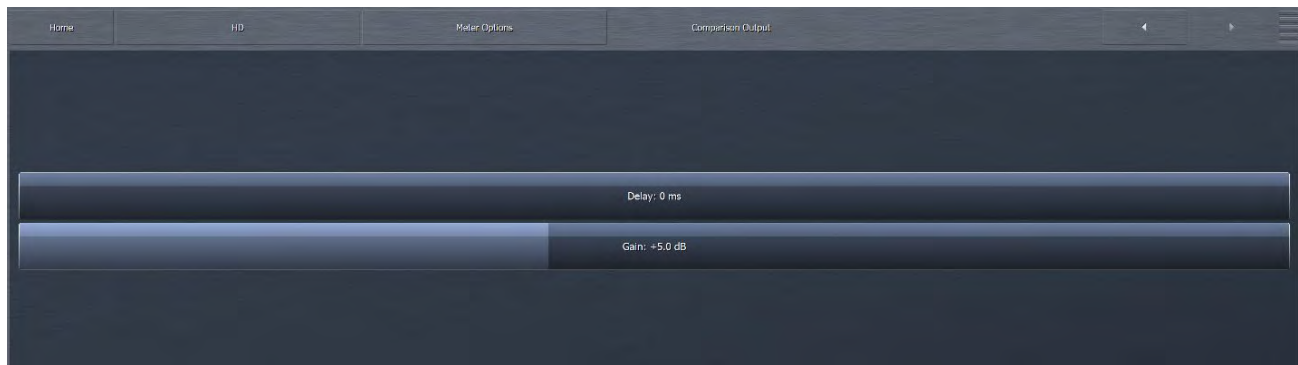 Home HD Meter Options Comparison Output
Delay: 0 ms
Gain: +5.0 dB